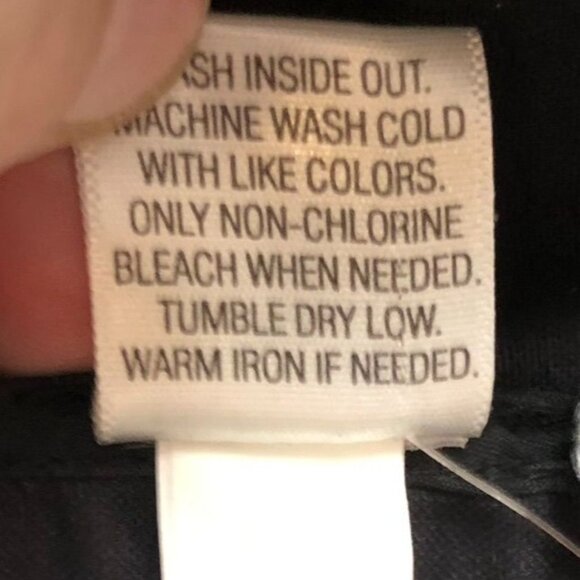 ASH INSIDE OUT.
MACHINE WASH COLD
WITH LIKE COLORS.
ONLY NON-CHLORINE
BLEACH WHEN NEEDED.
TUMBLE DRY LOW.
WARM IRON IF NEEDED.